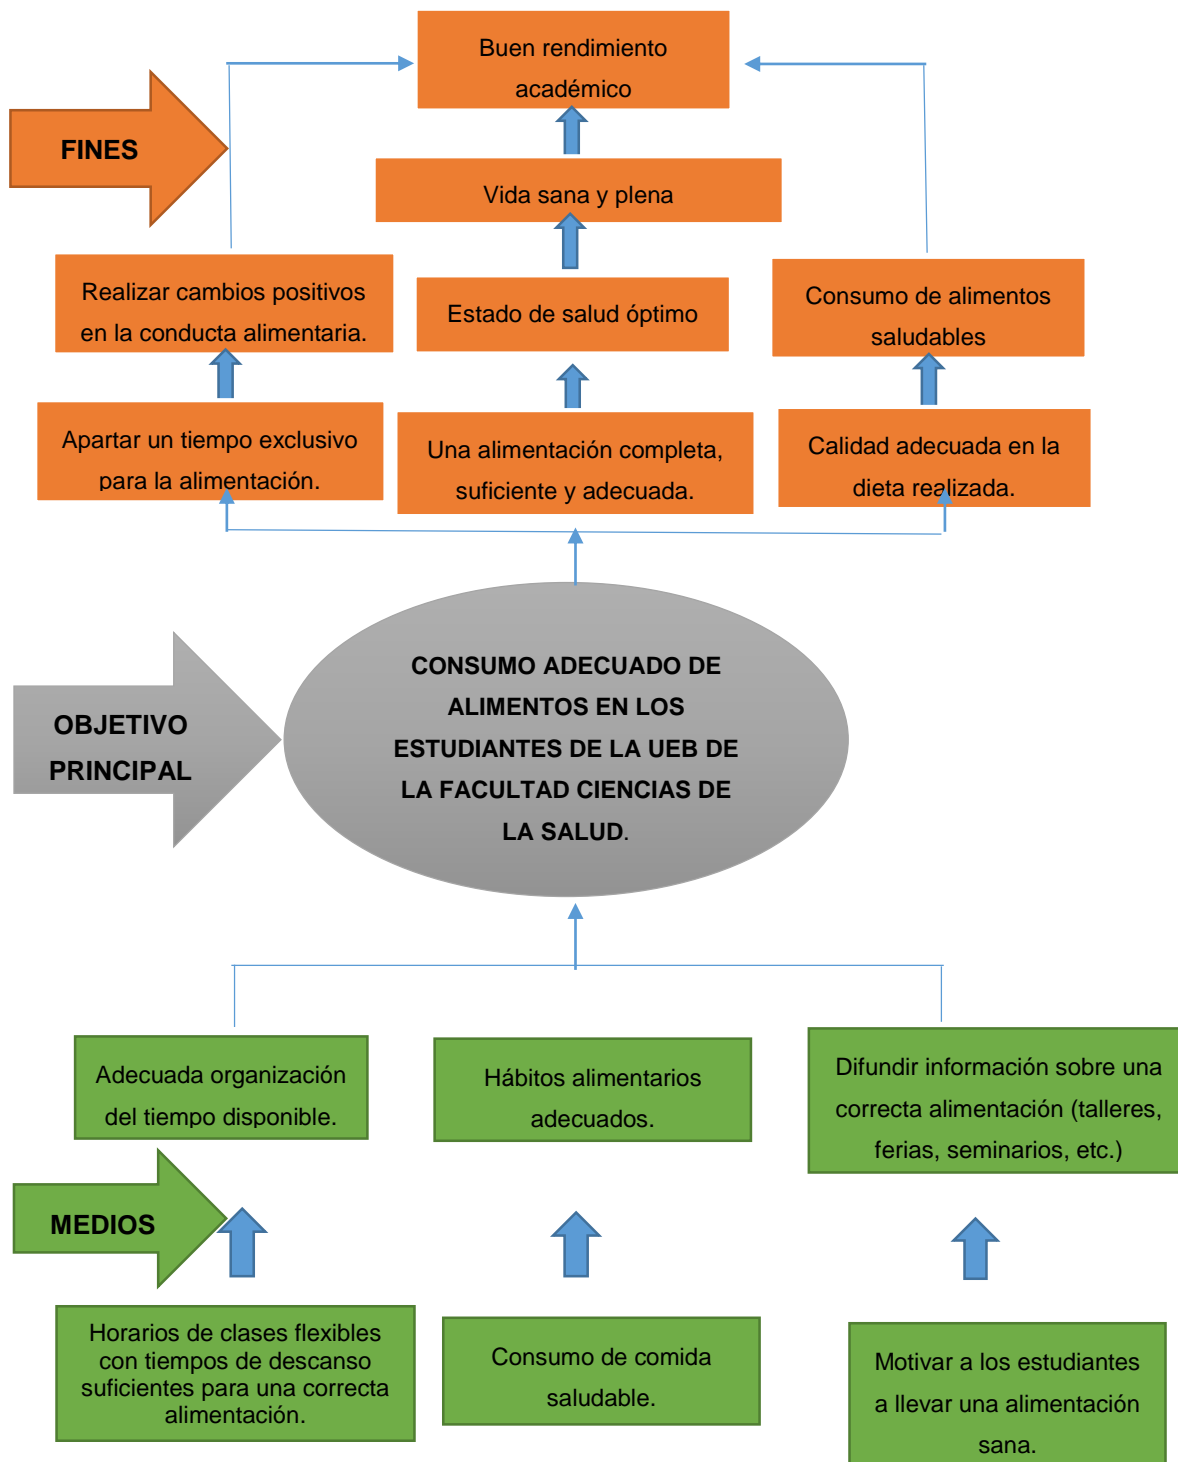 Buen rendimiento
académico
FINES
Vida sana y plena
Realizar cambios positivos
en la conducta alimentaria.
Estado de salud óptimo
Consumo de alimentos
saludables
Apartar un tiempo exclusivo
para la alimentación.
Una alimentación completa,
suficiente y adecuada.
Calidad adecuada en la
dieta realizada.
OBJETIVO
PRINCIPAL
CONSUMO ADECUADO DE
ALIMENTOS EN LOS
ESTUDIANTES DE LA UEB DE
LA FACULTAD CIENCIAS DE
LA SALUD.
Adecuada organización
del tiempo disponible.
Hábitos alimentarios
adecuados.
Difundir información sobre una
correcta alimentación (talleres,
ferias, seminarios, etc.)
MEDIOS
Horarios de clases flexibles
con tiempos de descanso
suficientes para una correcta
alimentación.
Consumo de comida
saludable.
Motivar a los estudiantes
a llevar una alimentación
sana.